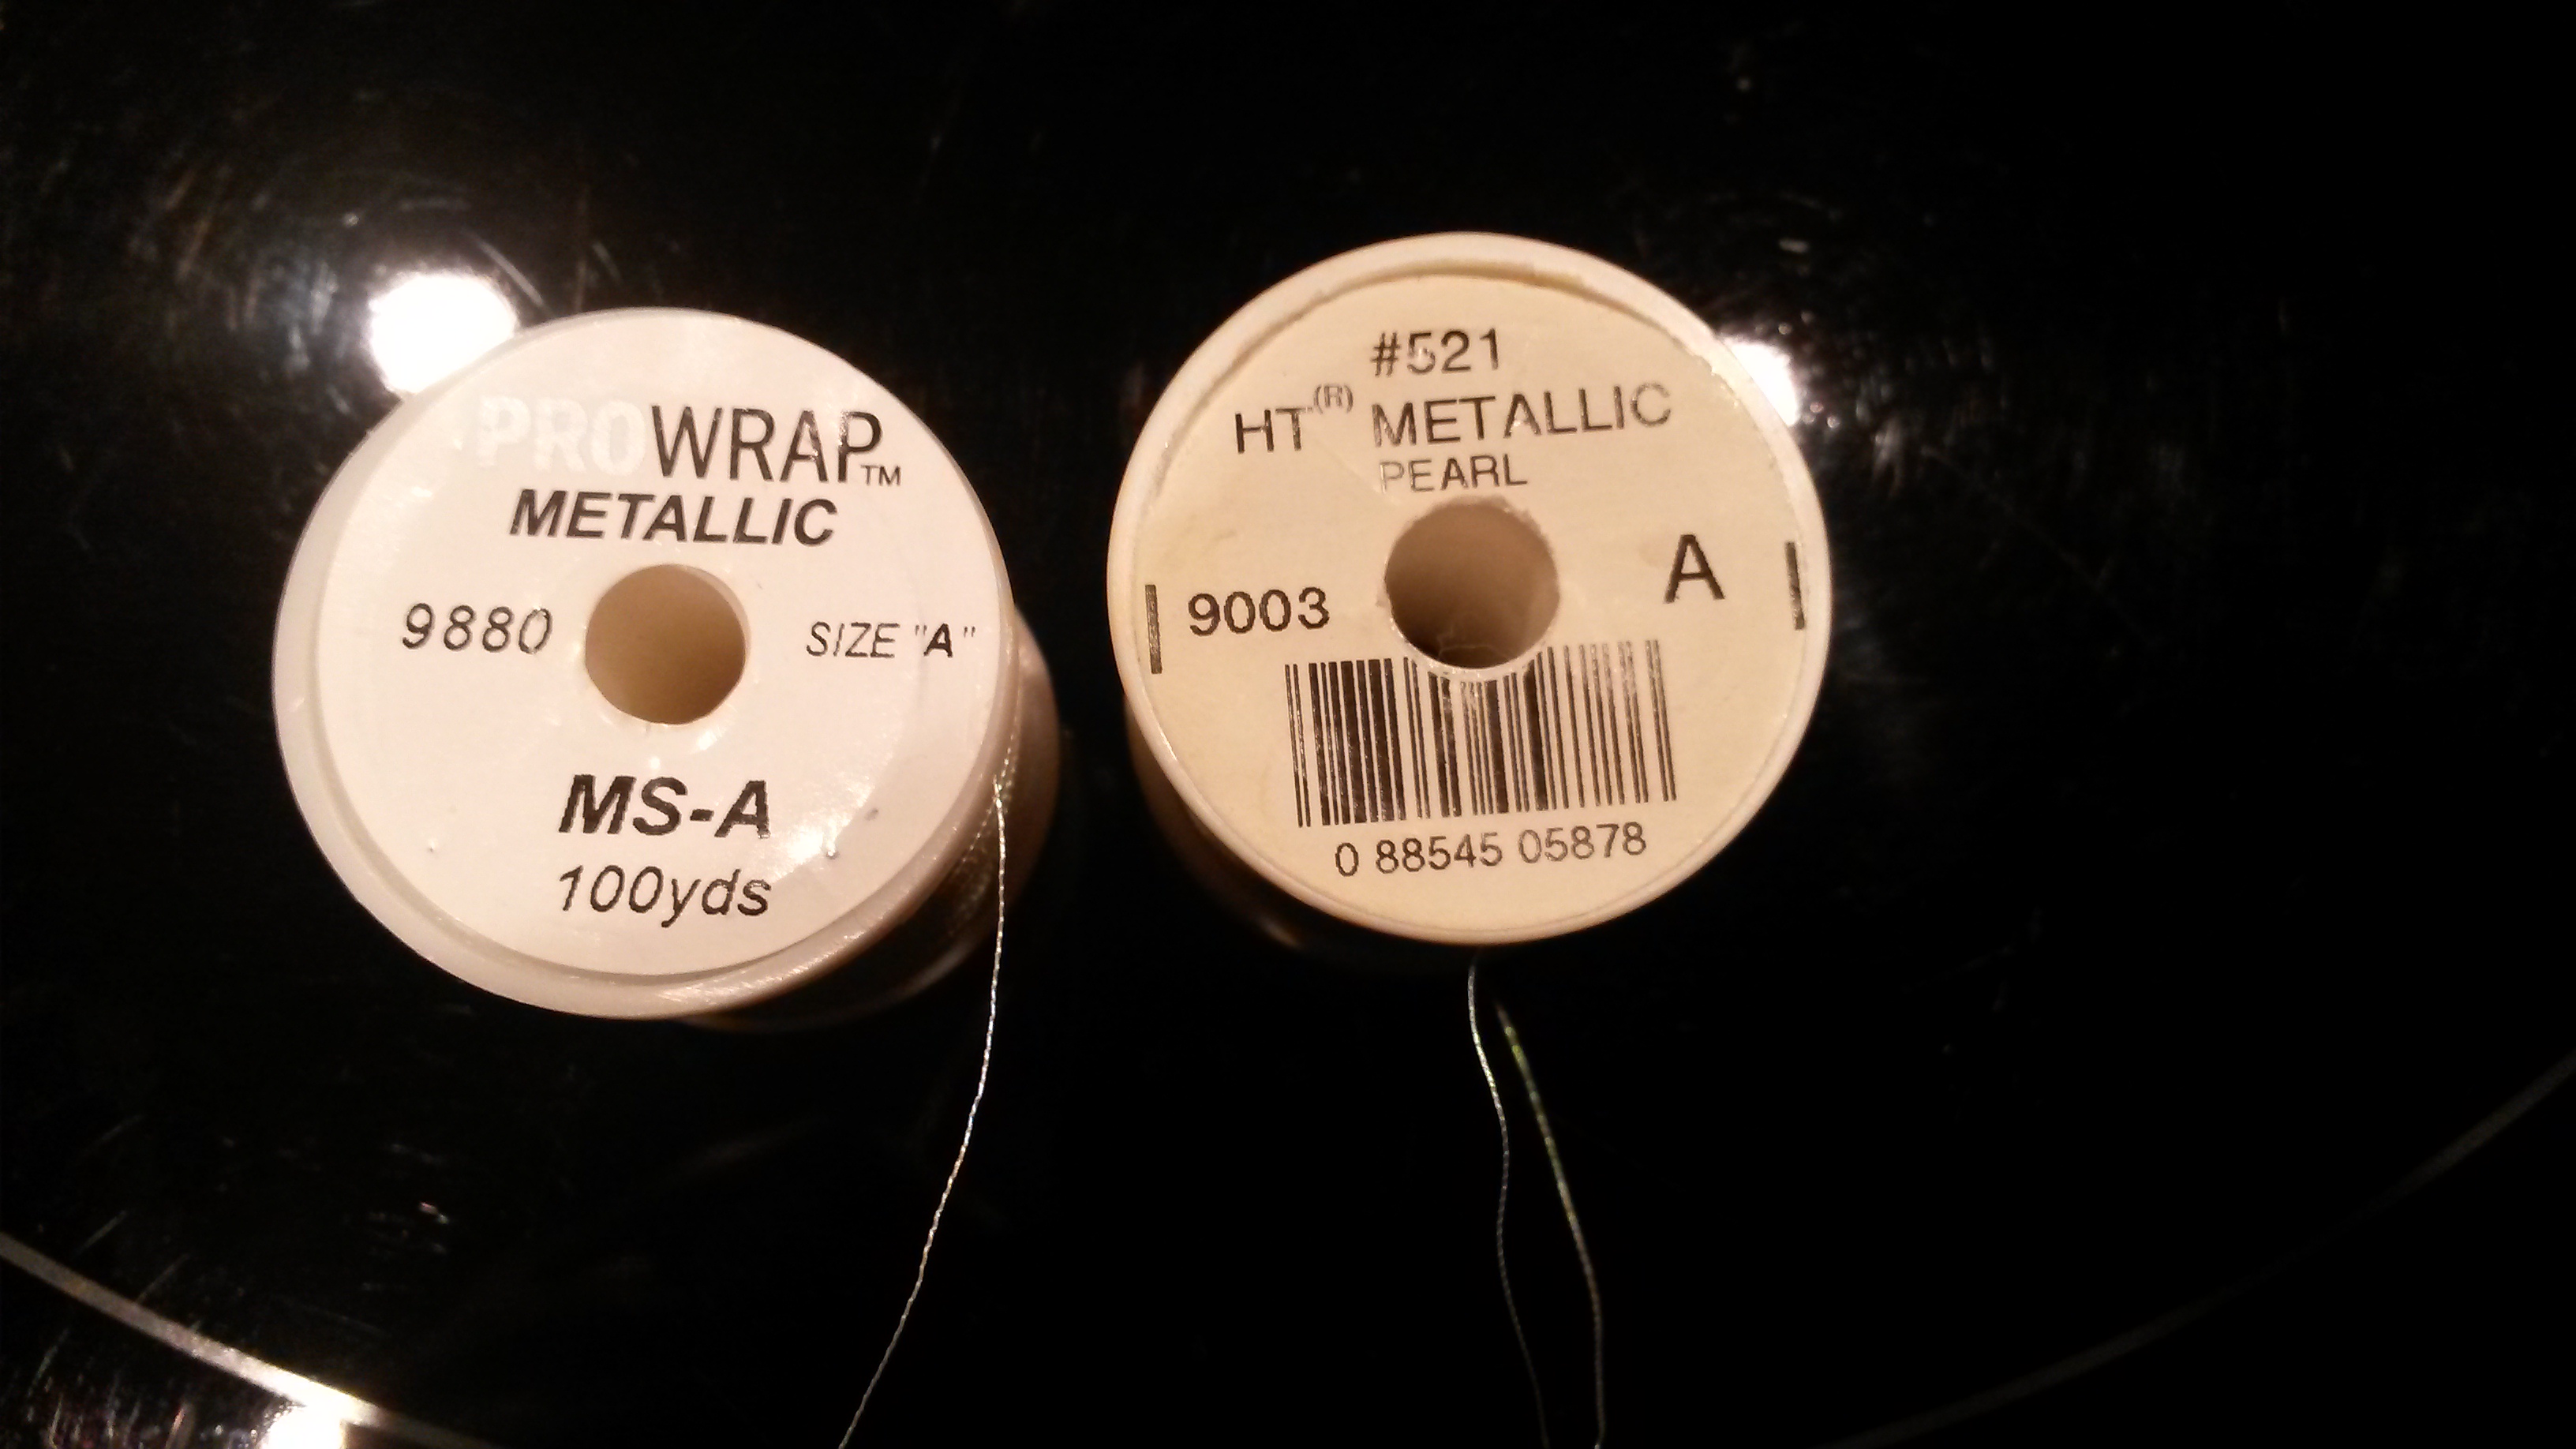 PROWRAP™
METALLIC
9880
SIZE "A"
MS-A
100yds
#521
HT(R) METALLIC
PEARL
9003
A
0 88545 05878